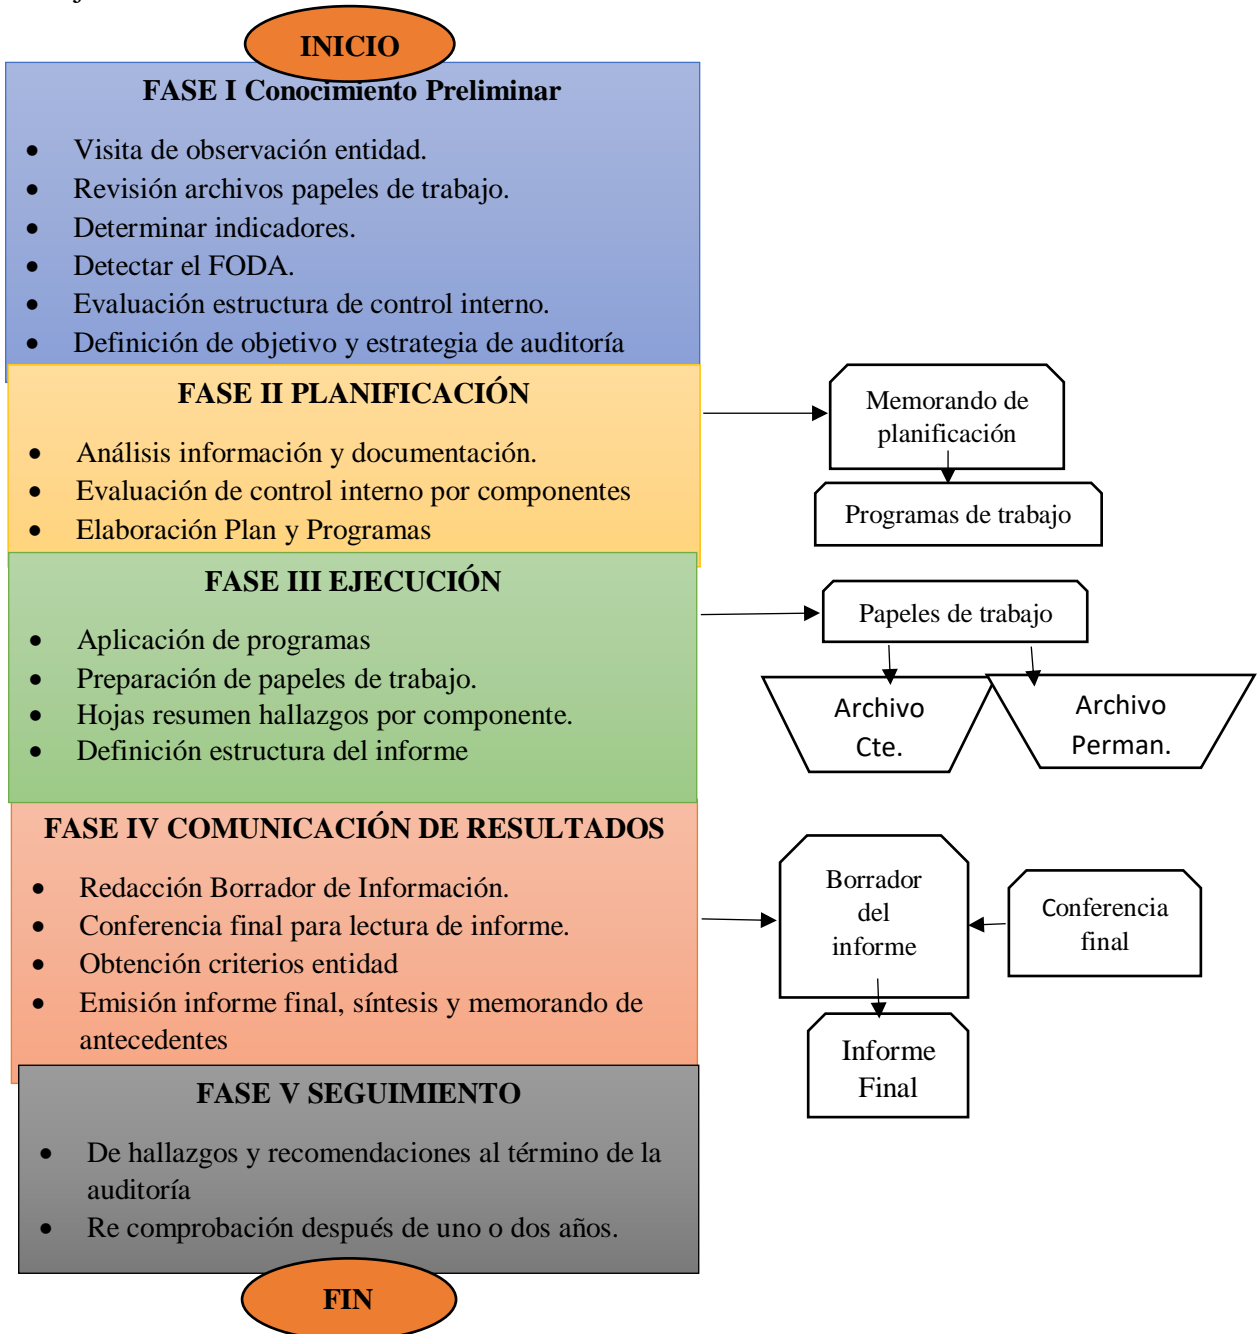 INICIO
FASE I Conocimiento Preliminar
• Visita de observación entidad.
• Revisión archivos papeles de trabajo.
• Determinar indicadores.
• Detectar el FODA.
• Evaluación estructura de control interno.
• Definición de objetivo y estrategia de auditoría
FASE II PLANIFICACIÓN
• Análisis información y documentación.
• Evaluación de control interno por componentes
• Elaboración Plan y Programas
Memorando de
planificación
Programas de trabajo
FASE III EJECUCIÓN
• Aplicación de programas
• Preparación de papeles de trabajo.
• Hojas resumen hallazgos por componente.
• Definición estructura del informe
Papeles de trabajo
Archivo
Cte.
Archivo
Perman.
FASE IV COMUNICACIÓN DE RESULTADOS
• Redacción Borrador de Información.
• Conferencia final para lectura de informe.
• Obtención criterios entidad
• Emisión informe final, síntesis y memorando de
antecedentes
Borrador
del
informe
Conferencia
final
Informe
Final
FASE V SEGUIMIENTO
• De hallazgos y recomendaciones al término de la
auditoría
• Re comprobación después de uno o dos años.
FIN